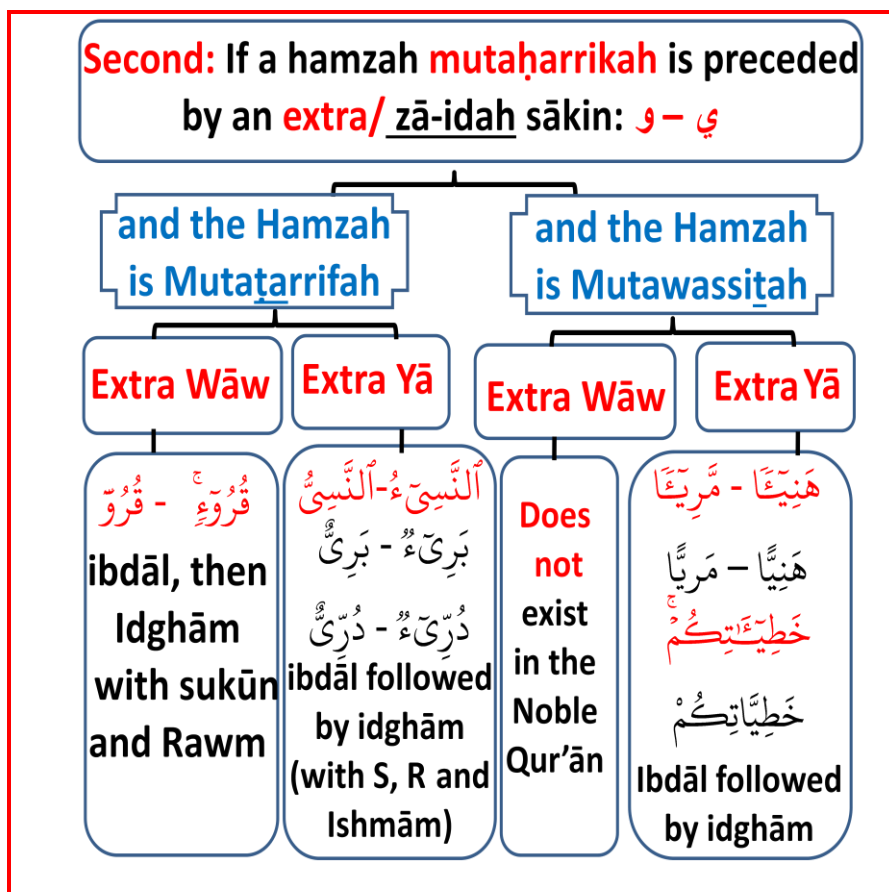 Second: If a hamzah mutaḥarrikah is preceded
by an extra/ zā-idah sākin: ي – و
and the Hamzah
is Mutaṯạrrifah
and the Hamzah
is Mutawassiṯah
Extra Wāw
Extra Yā
Extra Wāw
Extra Yā
قُرُوٓءٖۚ - قُرُوّ
ibdāl, then
Idghām
with sukūn
and Rawm
ٱلنَّسِيٓءُ-ٱلنَّسِيُّ
بَرِيٓءٞ - بَرِيٌّ
دُرِّيٓءٞ - دُرِّيٌّ
ibdāl followed
by idghām
(with S, R and
Ishmām)
Does
not
exist
in the
Noble
Qur’ān
هَنِيٓـٔٗا - مَّرِيٓـٔٗا
هَنِيًّا – مَريًّا
خَطِيٓـَٰٔتِكُمۡۚ
خَطِيَّاتِكُمْ
Ibdāl followed
by idghām